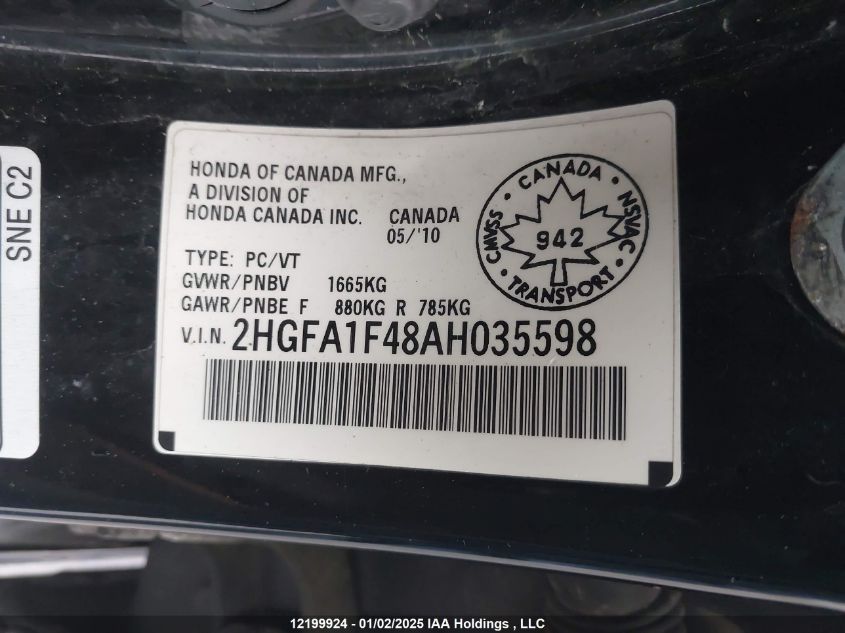 SNE C2
HONDA OF CANADA MFG.,
A DIVISION OF
HONDA CANADA INC. CANADA
05/'10
TYPE: PC/VT
GVWR/PNBV 1665KG
GAWR/PNBE F 880KG R 785KG
V.I.N. 2HGFA1F48AH035598
CANADA • NSVAC • TRANSPORT • CMVSS •
942
12199924 - 01/02/2025 IAA Holdings , LLC